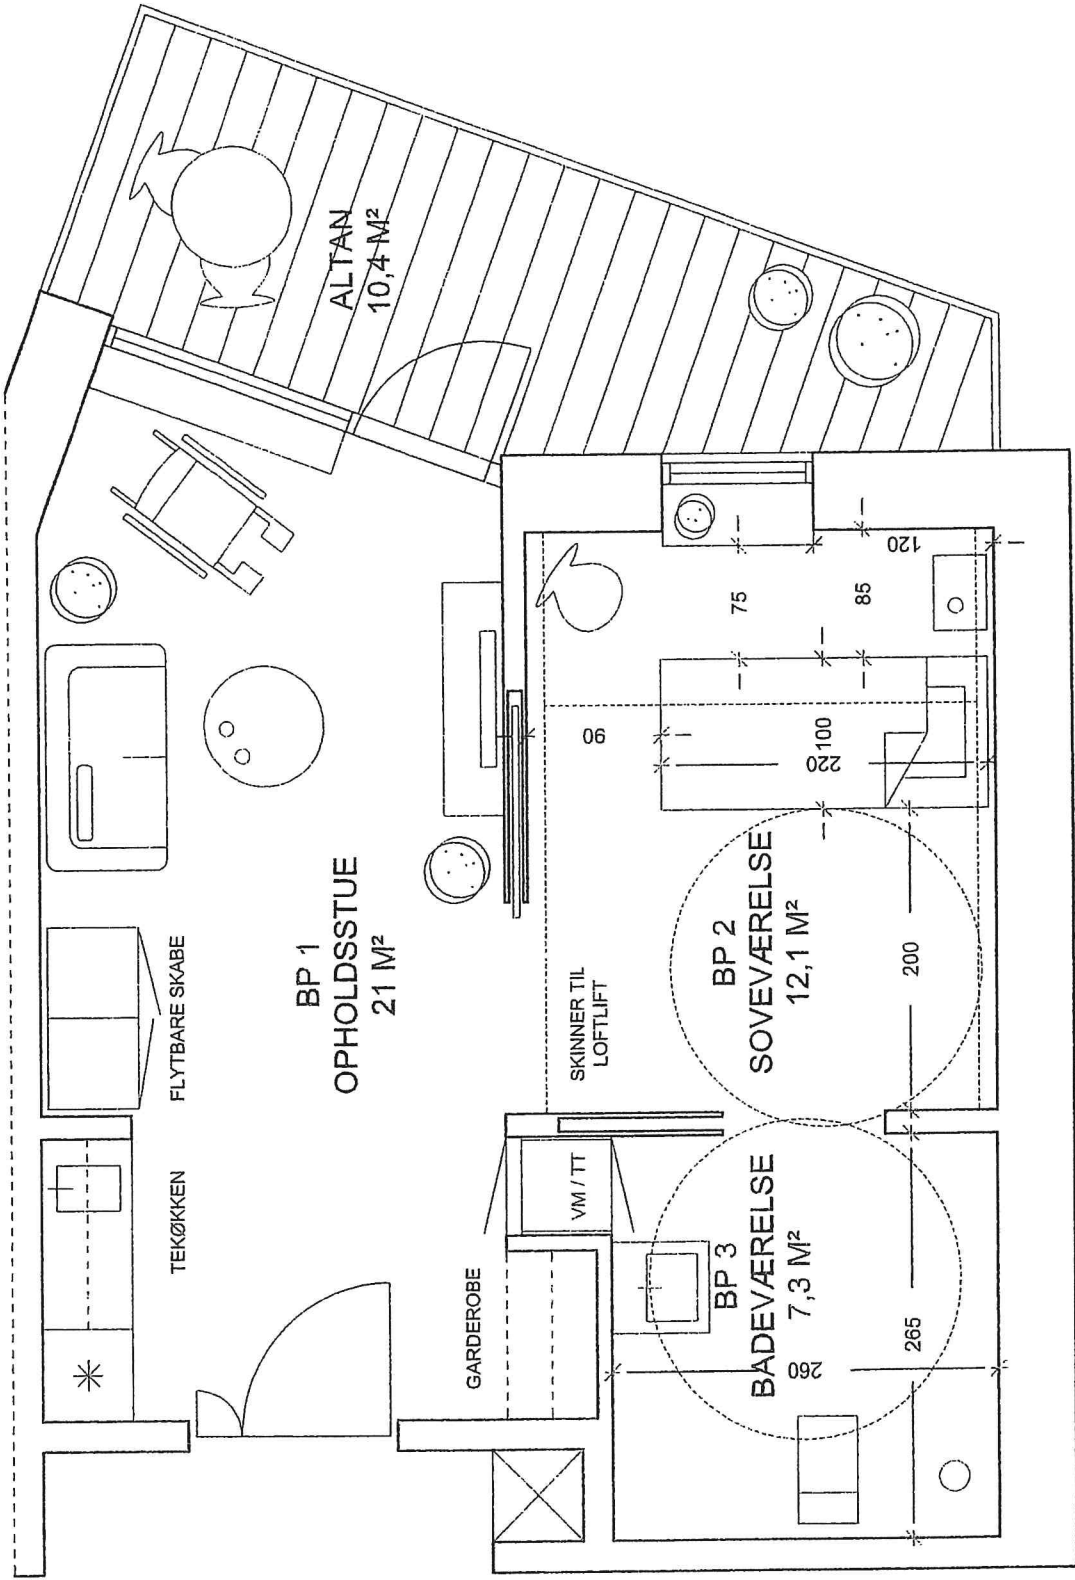 ALTAN
10,4 M²
FLYTBARE SKABE
TEKØKKEN
BP 1
OPHOLDSSTUE
21 M²
GARDEROBE
VM / TT
SKINNER TIL
LOFTLIFT
BP 2
SOVEVÆRELSE
12,1 M²
BP 3
BADEVÆRELSE
7,3 M²
90
75
85
120
100
220
200
265
260